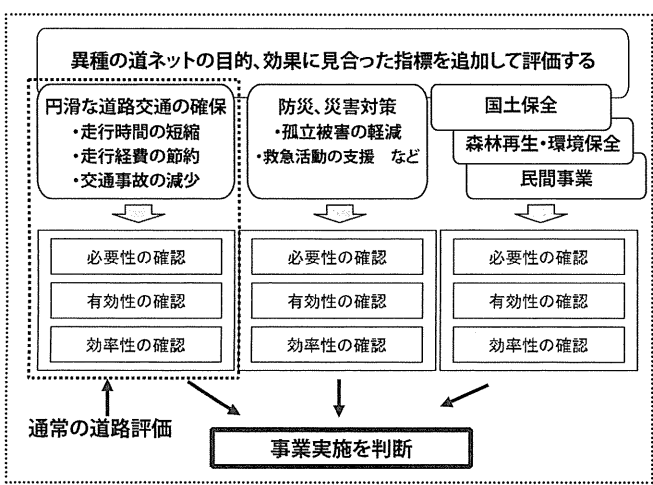 異種の道ネットの目的、効果に見合った指標を追加して評価する
円滑な道路交通の確保
・走行時間の短縮
・走行経費の節約
・交通事故の減少
防災、災害対策
・孤立被害の軽減
・救急活動の支援　など
国土保全
森林再生・環境保全
民間事業
必要性の確認
有効性の確認
効率性の確認
必要性の確認
有効性の確認
効率性の確認
必要性の確認
有効性の確認
効率性の確認
通常の道路評価
事業実施を判断